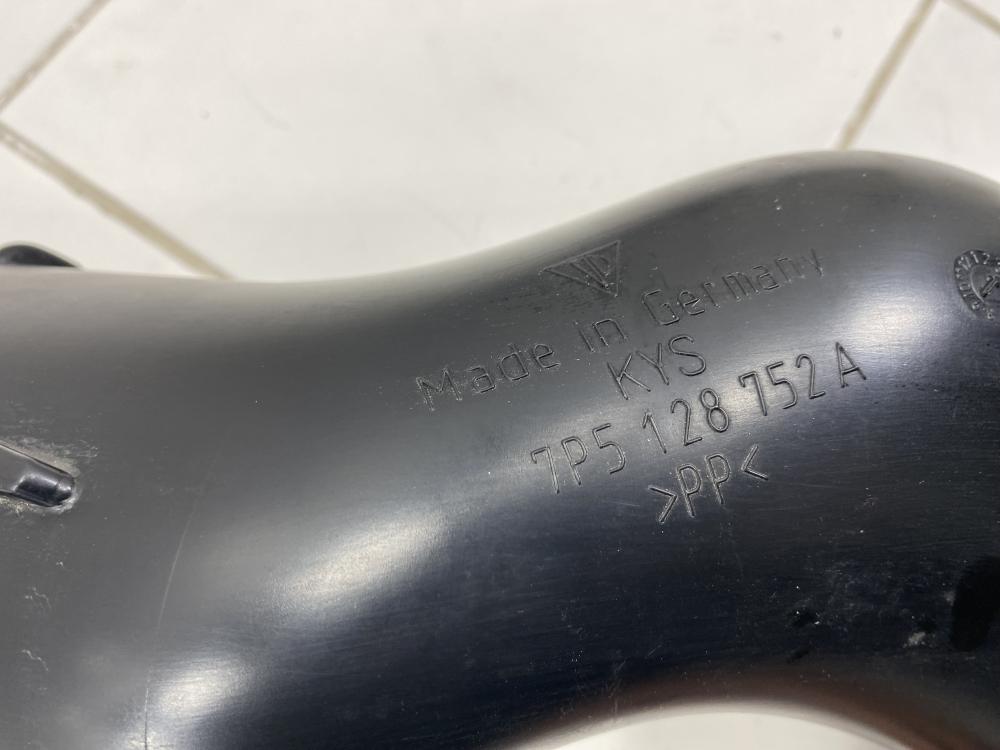 Made in Germany
KYS
7P5 128 752 A
>PP<